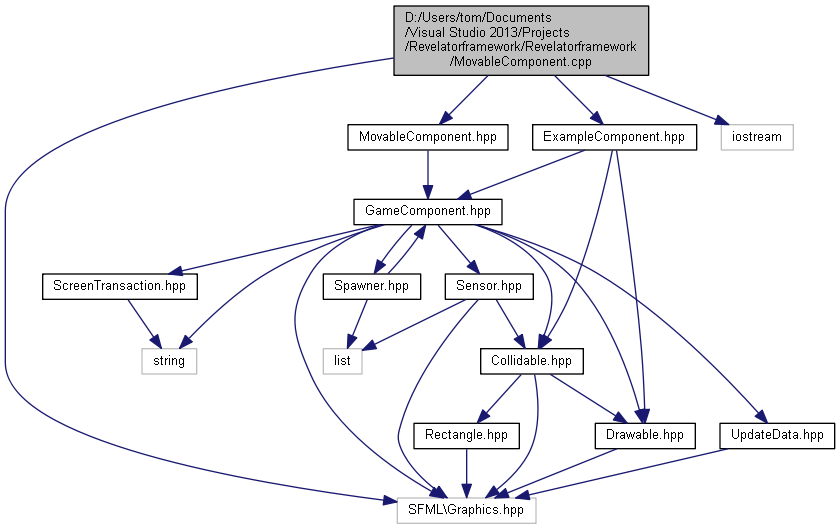 D:/Users/tom/Documents
/Visual Studio 2013/Projects
/Revelatorframework/Revelatorframework
/MovableComponent.cpp
MovableComponent.hpp
ExampleComponent.hpp
iostream
GameComponent.hpp
ScreenTransaction.hpp
Spawner.hpp
Sensor.hpp
string
list
Collidable.hpp
Rectangle.hpp
Drawable.hpp
UpdateData.hpp
SFML\Graphics.hpp